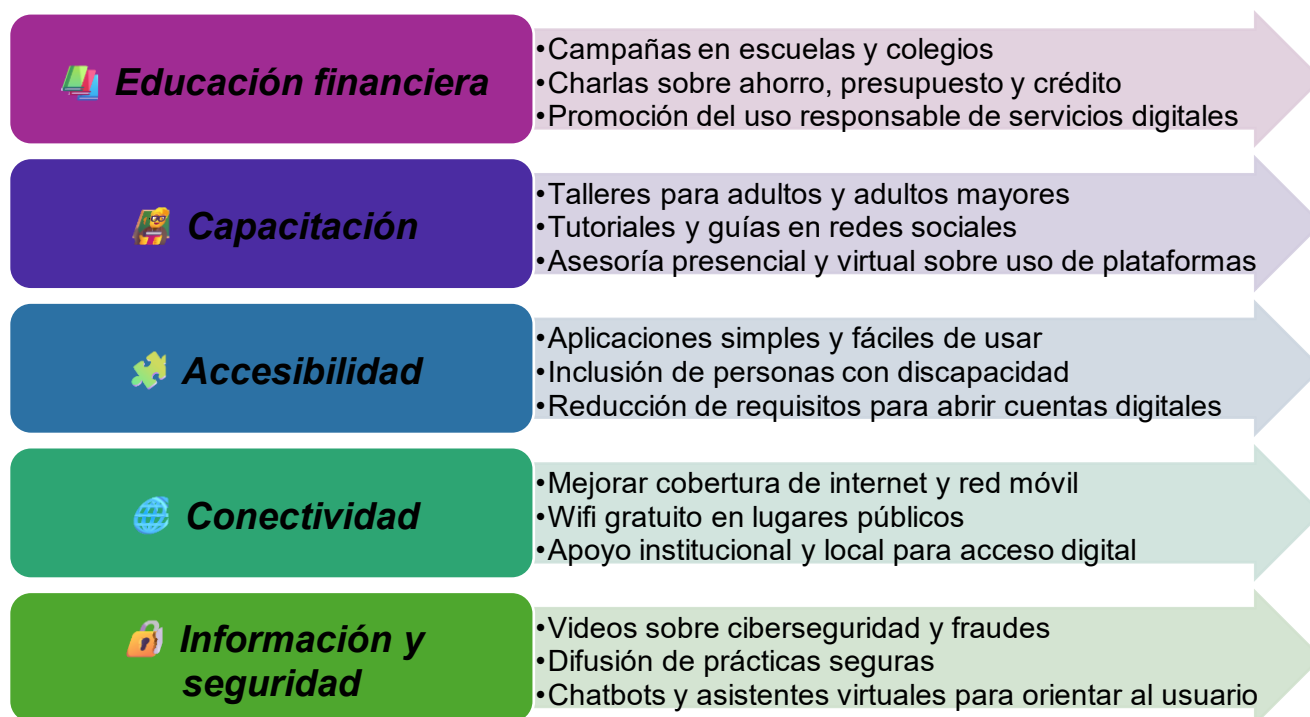 Educación financiera
•Campañas en escuelas y colegios
•Charlas sobre ahorro, presupuesto y crédito
•Promoción del uso responsable de servicios digitales
Capacitación
•Talleres para adultos y adultos mayores
•Tutoriales y guías en redes sociales
•Asesoría presencial y virtual sobre uso de plataformas
Accesibilidad
•Aplicaciones simples y fáciles de usar
•Inclusión de personas con discapacidad
•Reducción de requisitos para abrir cuentas digitales
Conectividad
•Mejorar cobertura de internet y red móvil
•Wifi gratuito en lugares públicos
•Apoyo institucional y local para acceso digital
Información y
seguridad
•Videos sobre ciberseguridad y fraudes
•Difusión de prácticas seguras
•Chatbots y asistentes virtuales para orientar al usuario